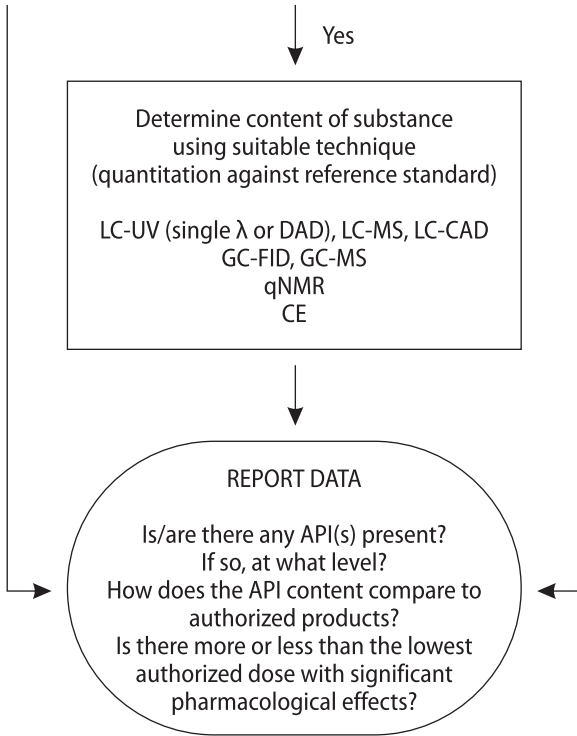 Yes
Determine content of substance
using suitable technique
(quantitation against reference standard)
LC-UV (single λ or DAD), LC-MS, LC-CAD
GC-FID, GC-MS
qNMR
CE
REPORT DATA
Is/are there any API(s) present?
If so, at what level?
How does the API content compare to
authorized products?
Is there more or less than the lowest
authorized dose with significant
pharmacological effects?